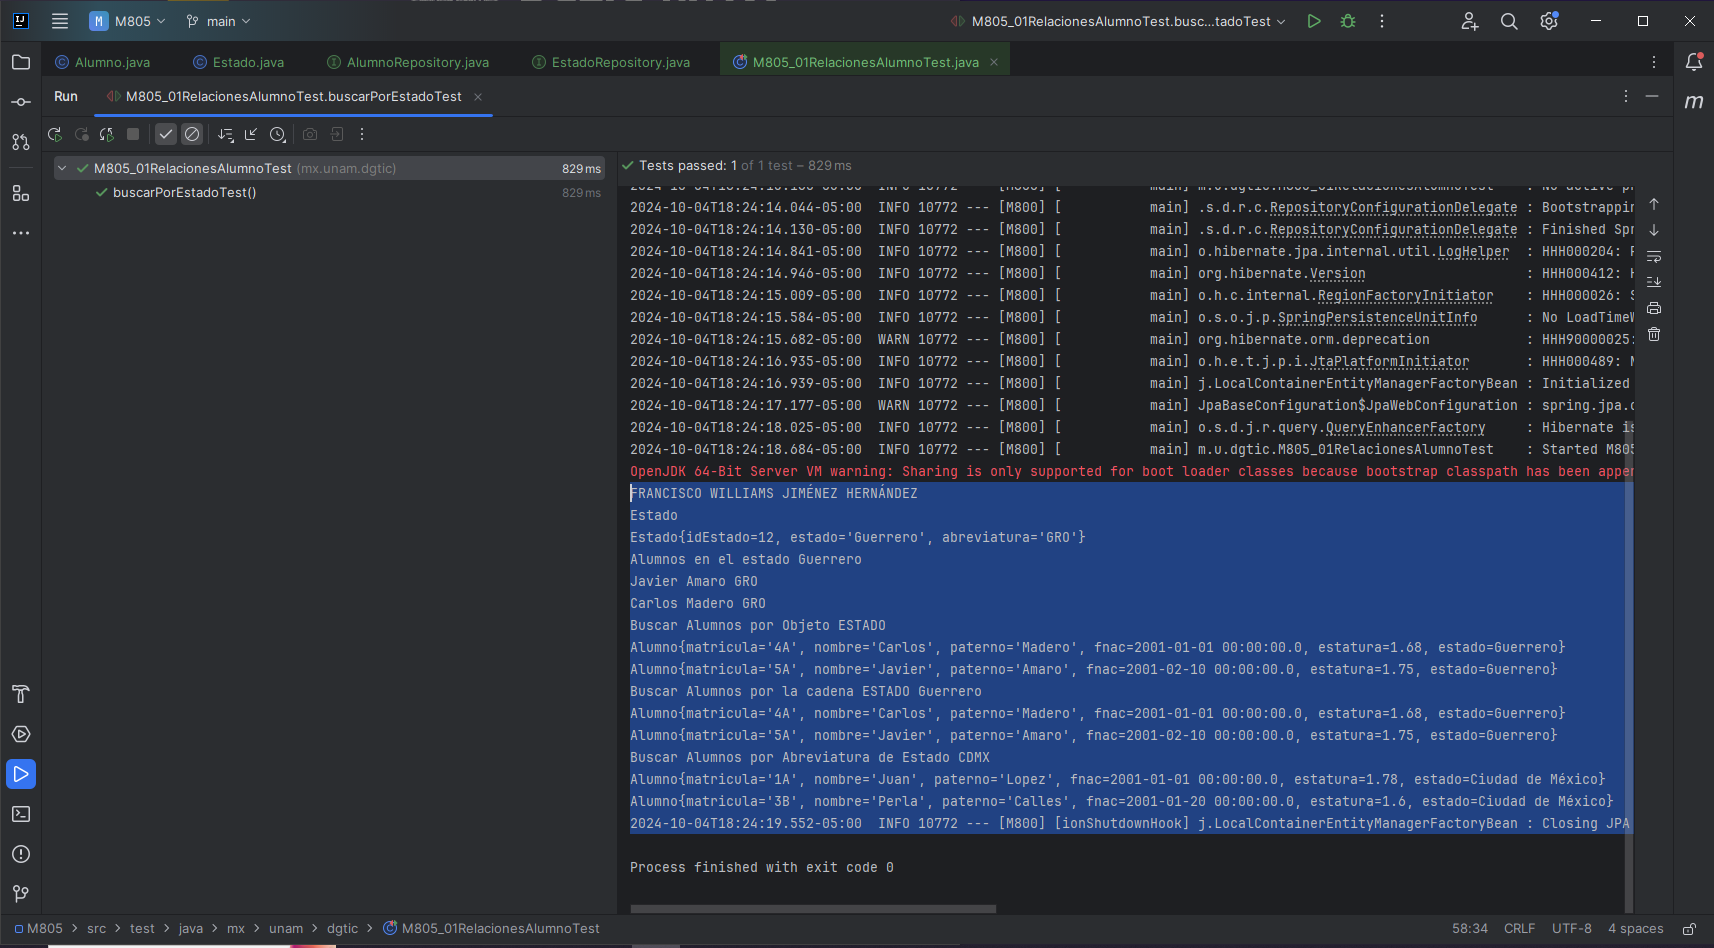 M M805 main M805_01RelacionesAlumnoTest.busc...tadoTest
Alumno.java Estado.java AlumnoRepository.java EstadoRepository.java M805_01RelacionesAlumnoTest.java
Run M805_01RelacionesAlumnoTest.buscarPorEstadoTest
M805_01RelacionesAlumnoTest (mx.unam.dgtic) 829 ms
buscarPorEstadoTest() 829 ms
Tests passed: 1 of 1 test – 829 ms
2024-10-04T18:24:14.044-05:00  INFO 10772 --- [M800] [           main] .s.d.r.c.RepositoryConfigurationDelegate : Bootstrappin
2024-10-04T18:24:14.130-05:00  INFO 10772 --- [M800] [           main] .s.d.r.c.RepositoryConfigurationDelegate : Finished Spr
2024-10-04T18:24:14.841-05:00  INFO 10772 --- [M800] [           main] o.hibernate.jpa.internal.util.LogHelper  : HHH000204:
2024-10-04T18:24:14.946-05:00  INFO 10772 --- [M800] [           main] org.hibernate.Version                    : HHH000412:
2024-10-04T18:24:15.009-05:00  INFO 10772 --- [M800] [           main] o.h.c.internal.RegionFactoryInitiator    : HHH000026:
2024-10-04T18:24:15.584-05:00  INFO 10772 --- [M800] [           main] o.s.o.j.p.SpringPersistenceUnitInfo      : No LoadTimeW
2024-10-04T18:24:15.682-05:00  WARN 10772 --- [M800] [           main] org.hibernate.orm.deprecation            : HHH90000025:
2024-10-04T18:24:16.935-05:00  INFO 10772 --- [M800] [           main] o.h.e.t.j.p.i.JtaPlatformInitiator       : HHH000489:
2024-10-04T18:24:16.939-05:00  INFO 10772 --- [M800] [           main] j.LocalContainerEntityManagerFactoryBean : Initialized
2024-10-04T18:24:17.177-05:00  WARN 10772 --- [M800] [           main] JpaBaseConfiguration$JpaWebConfiguration : spring.jpa.o
2024-10-04T18:24:18.025-05:00  INFO 10772 --- [M800] [           main] o.s.d.j.r.query.QueryEnhancerFactory     : Hibernate is
2024-10-04T18:24:18.684-05:00  INFO 10772 --- [M800] [           main] m.u.dgtic.M805_01RelacionesAlumnoTest    : Started M805
OpenJDK 64-Bit Server VM warning: Sharing is only supported for boot loader classes because bootstrap classpath has been appen
FRANCISCO WILLIAMS JIMÉNEZ HERNÁNDEZ
Estado
Estado{idEstado=12, estado='Guerrero', abreviatura='GRO'}
Alumnos en el estado Guerrero
Javier Amaro GRO
Carlos Madero GRO
Buscar Alumnos por Objeto ESTADO
Alumno{matricula='4A', nombre='Carlos', paterno='Madero', fnac=2001-01-01 00:00:00.0, estatura=1.68, estado=Guerrero}
Alumno{matricula='5A', nombre='Javier', paterno='Amaro', fnac=2001-02-10 00:00:00.0, estatura=1.75, estado=Guerrero}
Buscar Alumnos por la cadena ESTADO Guerrero
Alumno{matricula='4A', nombre='Carlos', paterno='Madero', fnac=2001-01-01 00:00:00.0, estatura=1.68, estado=Guerrero}
Alumno{matricula='5A', nombre='Javier', paterno='Amaro', fnac=2001-02-10 00:00:00.0, estatura=1.75, estado=Guerrero}
Buscar Alumnos por Abreviatura de Estado CDMX
Alumno{matricula='1A', nombre='Juan', paterno='Lopez', fnac=2001-01-01 00:00:00.0, estatura=1.78, estado=Ciudad de México}
Alumno{matricula='3B', nombre='Perla', paterno='Calles', fnac=2001-01-20 00:00:00.0, estatura=1.6, estado=Ciudad de México}
2024-10-04T18:24:19.552-05:00  INFO 10772 --- [M800] [ionShutdownHook] j.LocalContainerEntityManagerFactoryBean : Closing JPA
Process finished with exit code 0
M805 > src > test > java > mx > unam > dgtic > M805_01RelacionesAlumnoTest 58:34 CRLF UTF-8 4 spaces